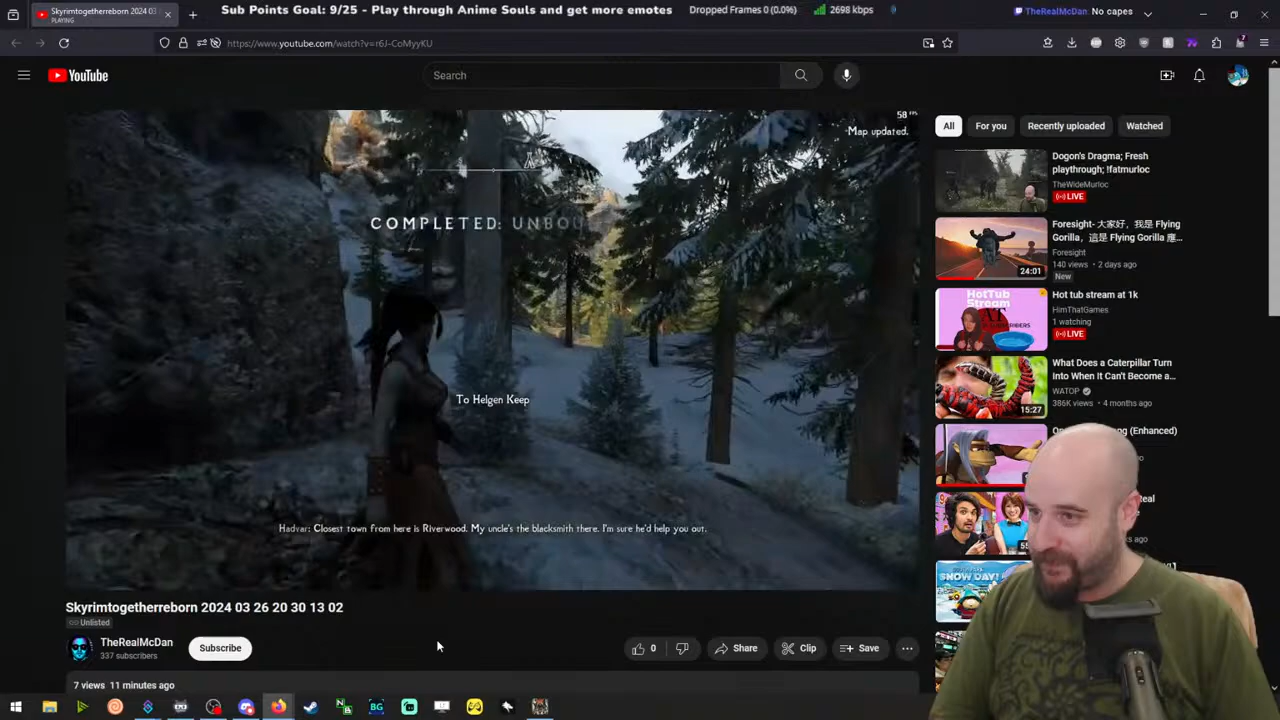 Skyrimtogetherreborn 2024 03
PLAYING
Sub Points Goal: 9/25 - Play through Anime Souls and get more emotes
Dropped Frames 0 (0.0%)
2698 kbps
TheRealMcDan: No capes
https://www.youtube.com/watch?v=r6J-CoMyyKU
7
YouTube
Search
58
Map updated.
COMPLETED: UNBOU
To Helgen Keep
Hadvar: Closest town from here is Riverwood. My uncle's the blacksmith there. I'm sure he'd help you out.
Skyrimtogetherreborn 2024 03 26 20 30 13 02
Unlisted
TheRealMcDan
337 subscribers
Subscribe
0
Share
Clip
Save
7 views 11 minutes ago
All
For you
Recently uploaded
Watched
Dogon's Dragma; Fresh
playthrough; !fatmurloc
TheWideMurloc
LIVE
Foresight- 大家好，我是 Flying
Gorilla，這是 Flying Gorilla 應...
Foresight
140 views • 2 days ago
New
24:01
HotTub
Stream
AT
Hot tub stream at 1k
HimThatGames
1 watching
LIVE
What Does a Caterpillar Turn
Into When It Can't Become a...
WATOP
386K views • 4 months ago
15:27
(Enhanced)
SNOW DAY!
N
B
BG